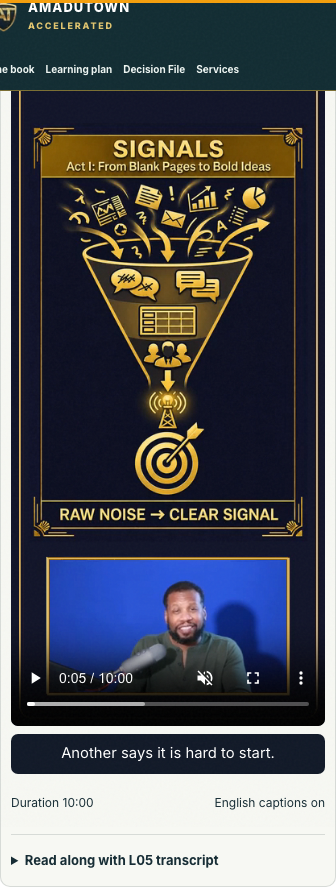 AT
AMADUTOWN
ACCELERATED
e book Learning plan Decision File Services
SIGNALS
Act I: From Blank Pages to Bold Ideas
A
RAW NOISE → CLEAR SIGNAL
0:05 / 10:00
Another says it is hard to start.
Duration 10:00 English captions on
Read along with L05 transcript